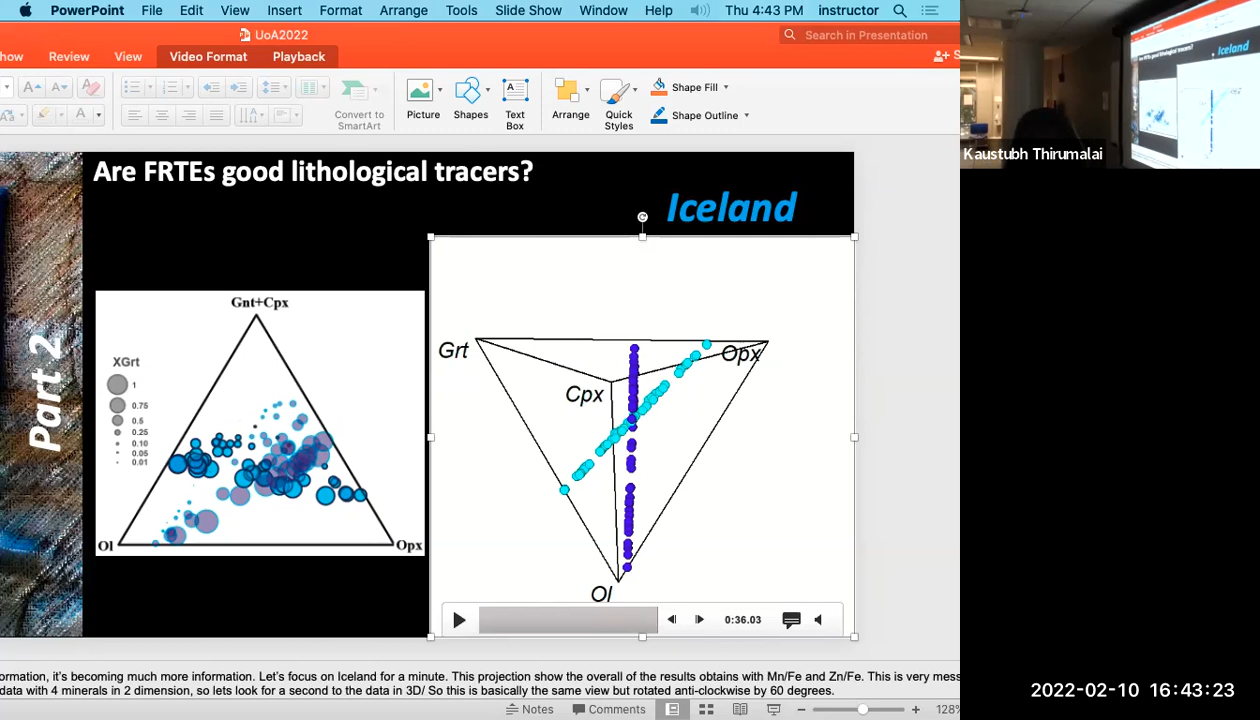 PowerPoint File Edit View Insert Format Arrange Tools Slide Show Window Help Thu 4:43 PM instructor
UoA2022
Search in Presentation
how Review View Video Format Playback
Convert to SmartArt
Picture
Shapes
Text Box
Arrange
Quick Styles
Shape Fill
Shape Outline
Kaustubh Thirumalai
Part 2
Are FRTEs good lithological tracers?
Iceland
Gnt+Cpx
XGrt
1
0.75
0.5
0.25
0.10
0.05
0.01
Ol
Opx
Grt
Opx
Cpx
Ol
0:36.03
ormation, it's becoming much more information. Let's focus on Iceland for a minute. This projection show the overall of the results obtains with Mn/Fe and Zn/Fe. This is very mess
data with 4 minerals in 2 dimension, so lets look for a second to the data in 3D/ So this is basically the same view but rotated anti-clockwise by 60 degrees.
Notes Comments 128%
2022-02-10 16:43:23